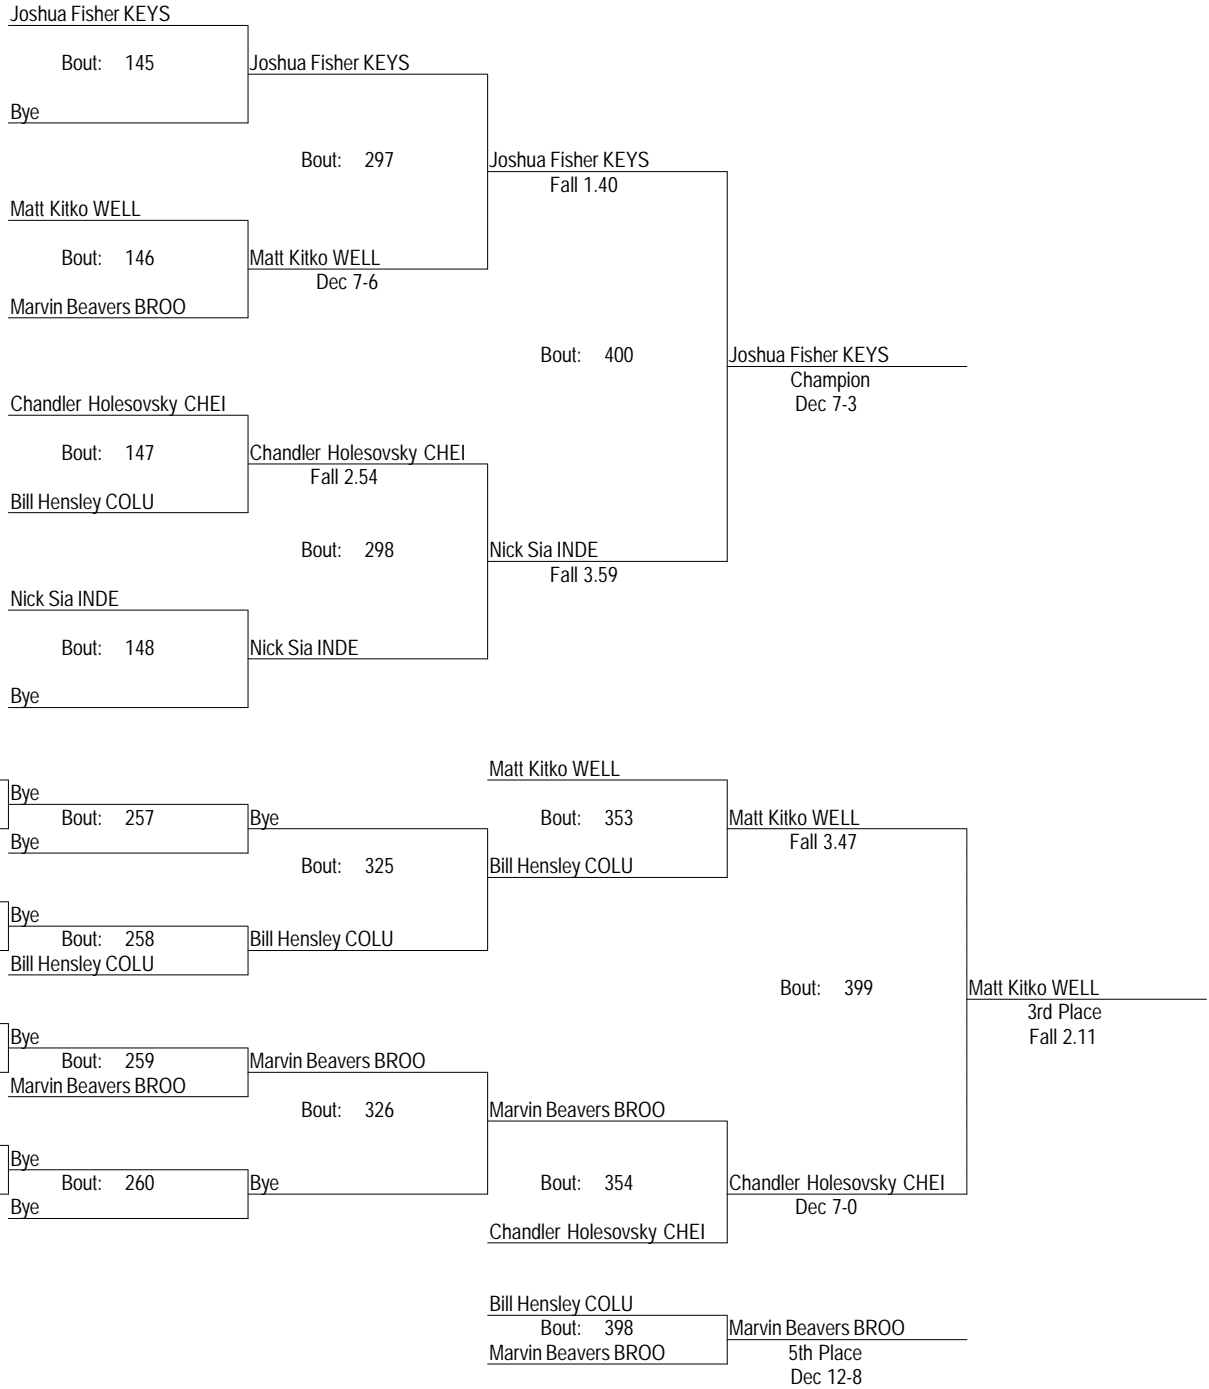 Joshua Fisher KEYS
Bout: 145 Joshua Fisher KEYS
Bye
Bout: 297 Joshua Fisher KEYS
Fall 1.40
Matt Kitko WELL
Bout: 146 Matt Kitko WELL
Dec 7-6
Marvin Beavers BROO
Bout: 400 Joshua Fisher KEYS
Champion
Dec 7-3
Chandler Holesovsky CHEI
Bout: 147 Chandler Holesovsky CHEI
Fall 2.54
Bill Hensley COLU
Bout: 298 Nick Sia INDE
Fall 3.59
Nick Sia INDE
Bout: 148 Nick Sia INDE
Bye
Matt Kitko WELL
Bye
Bout: 257 Bye Bout: 353 Matt Kitko WELL
Bye Fall 3.47
Bout: 325 Bill Hensley COLU
Bye
Bout: 258 Bill Hensley COLU
Bill Hensley COLU
Bout: 399 Matt Kitko WELL
3rd Place
Bye Fall 2.11
Bout: 259 Marvin Beavers BROO
Marvin Beavers BROO
Bout: 326 Marvin Beavers BROO
Bye
Bout: 260 Bye Bout: 354 Chandler Holesovsky CHEI
Bye Dec 7-0
Chandler Holesovsky CHEI
Bill Hensley COLU
Bout: 398 Marvin Beavers BROO
Marvin Beavers BROO 5th Place
Dec 12-8